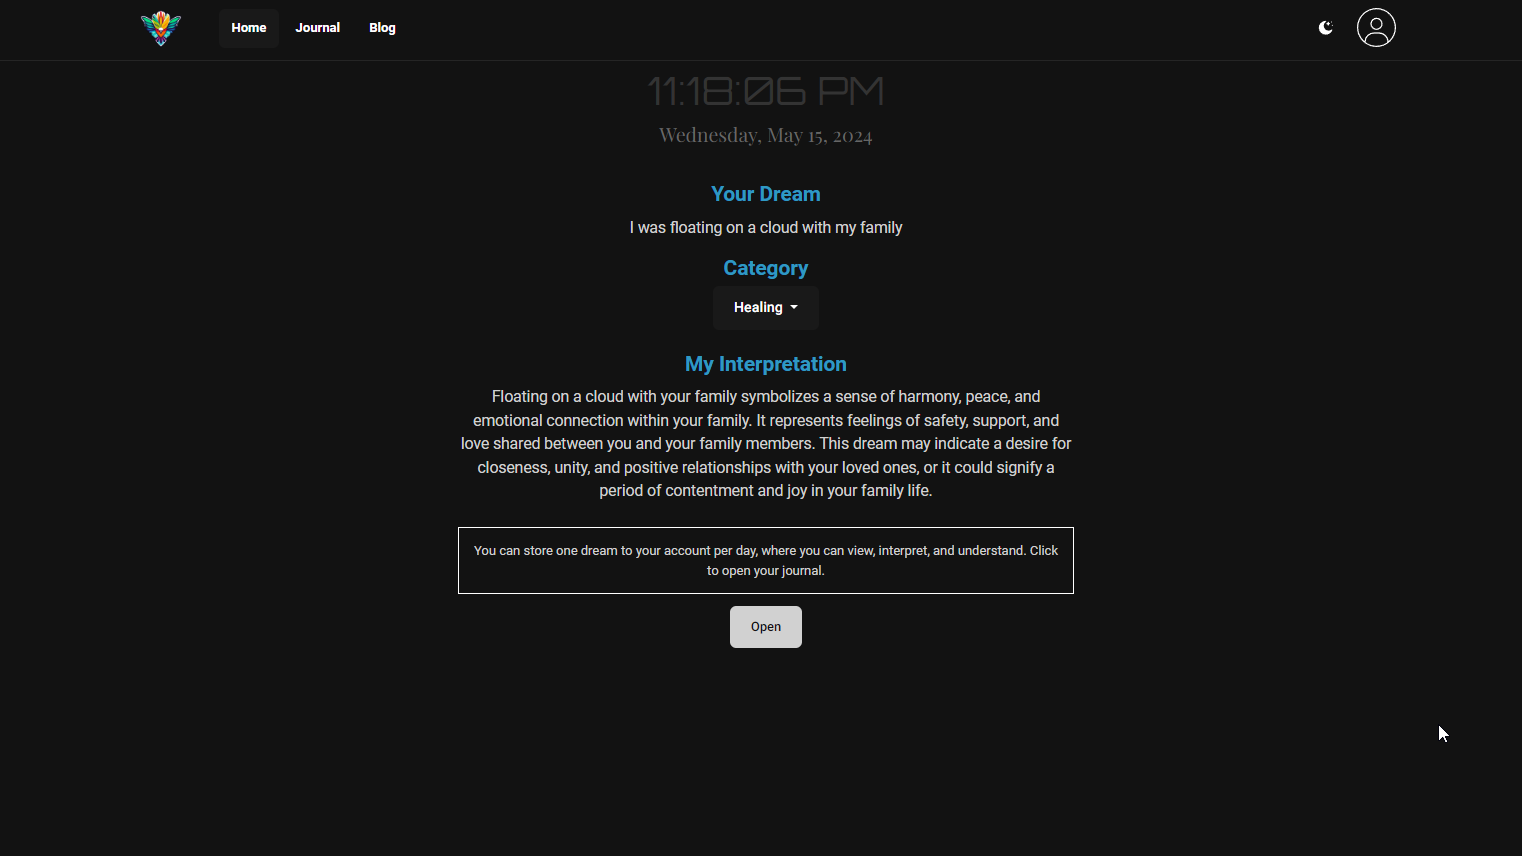 Home Journal Blog
11:18:06 PM
Wednesday, May 15, 2024
Your Dream
I was floating on a cloud with my family
Category
Healing
My Interpretation
Floating on a cloud with your family symbolizes a sense of harmony, peace, and
emotional connection within your family. It represents feelings of safety, support, and
love shared between you and your family members. This dream may indicate a desire for
closeness, unity, and positive relationships with your loved ones, or it could signify a
period of contentment and joy in your family life.
You can store one dream to your account per day, where you can view, interpret, and understand. Click
to open your journal.
Open